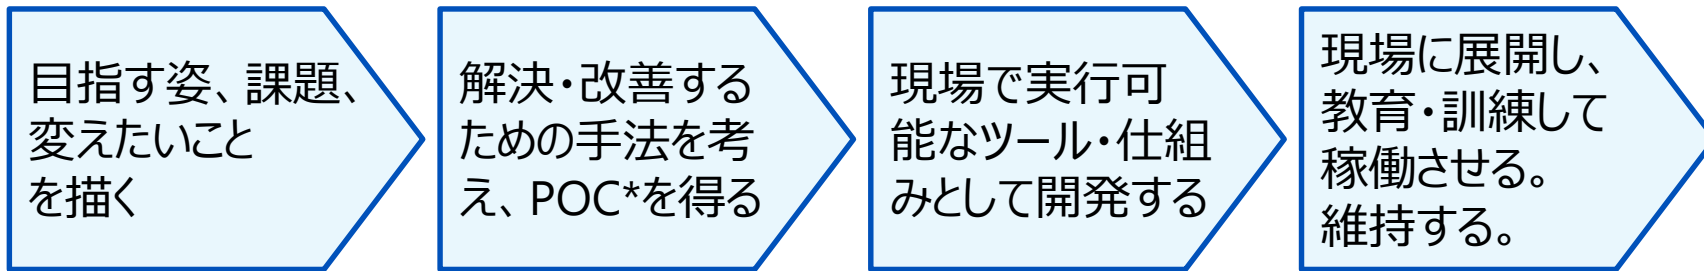 目指す姿、課題、
変えたいこと
を描く
解決・改善する
ための手法を考
え、POC*を得る
現場で実行可
能なツール・仕組
みとして開発する
現場に展開し、
教育・訓練して
稼働させる。
維持する。